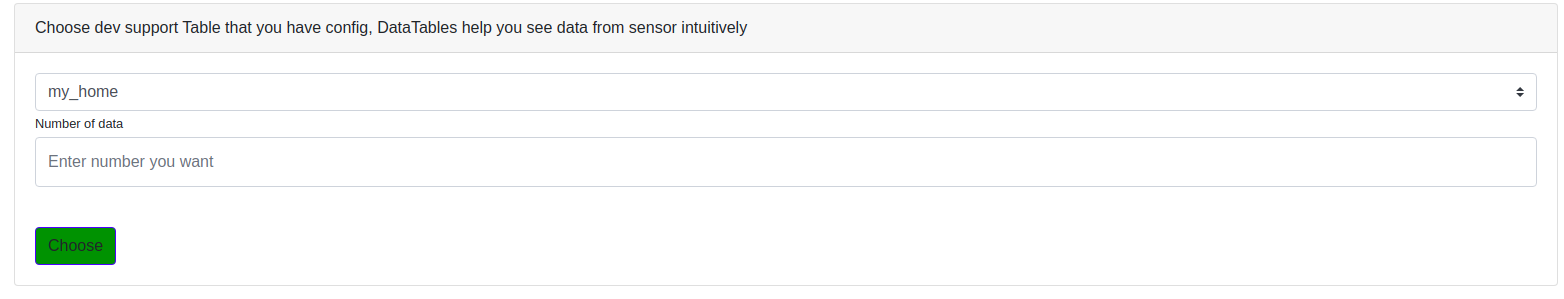 Choose dev support Table that you have config, DataTables help you see data from sensor intuitively
my_home
Number of data
Enter number you want
Choose